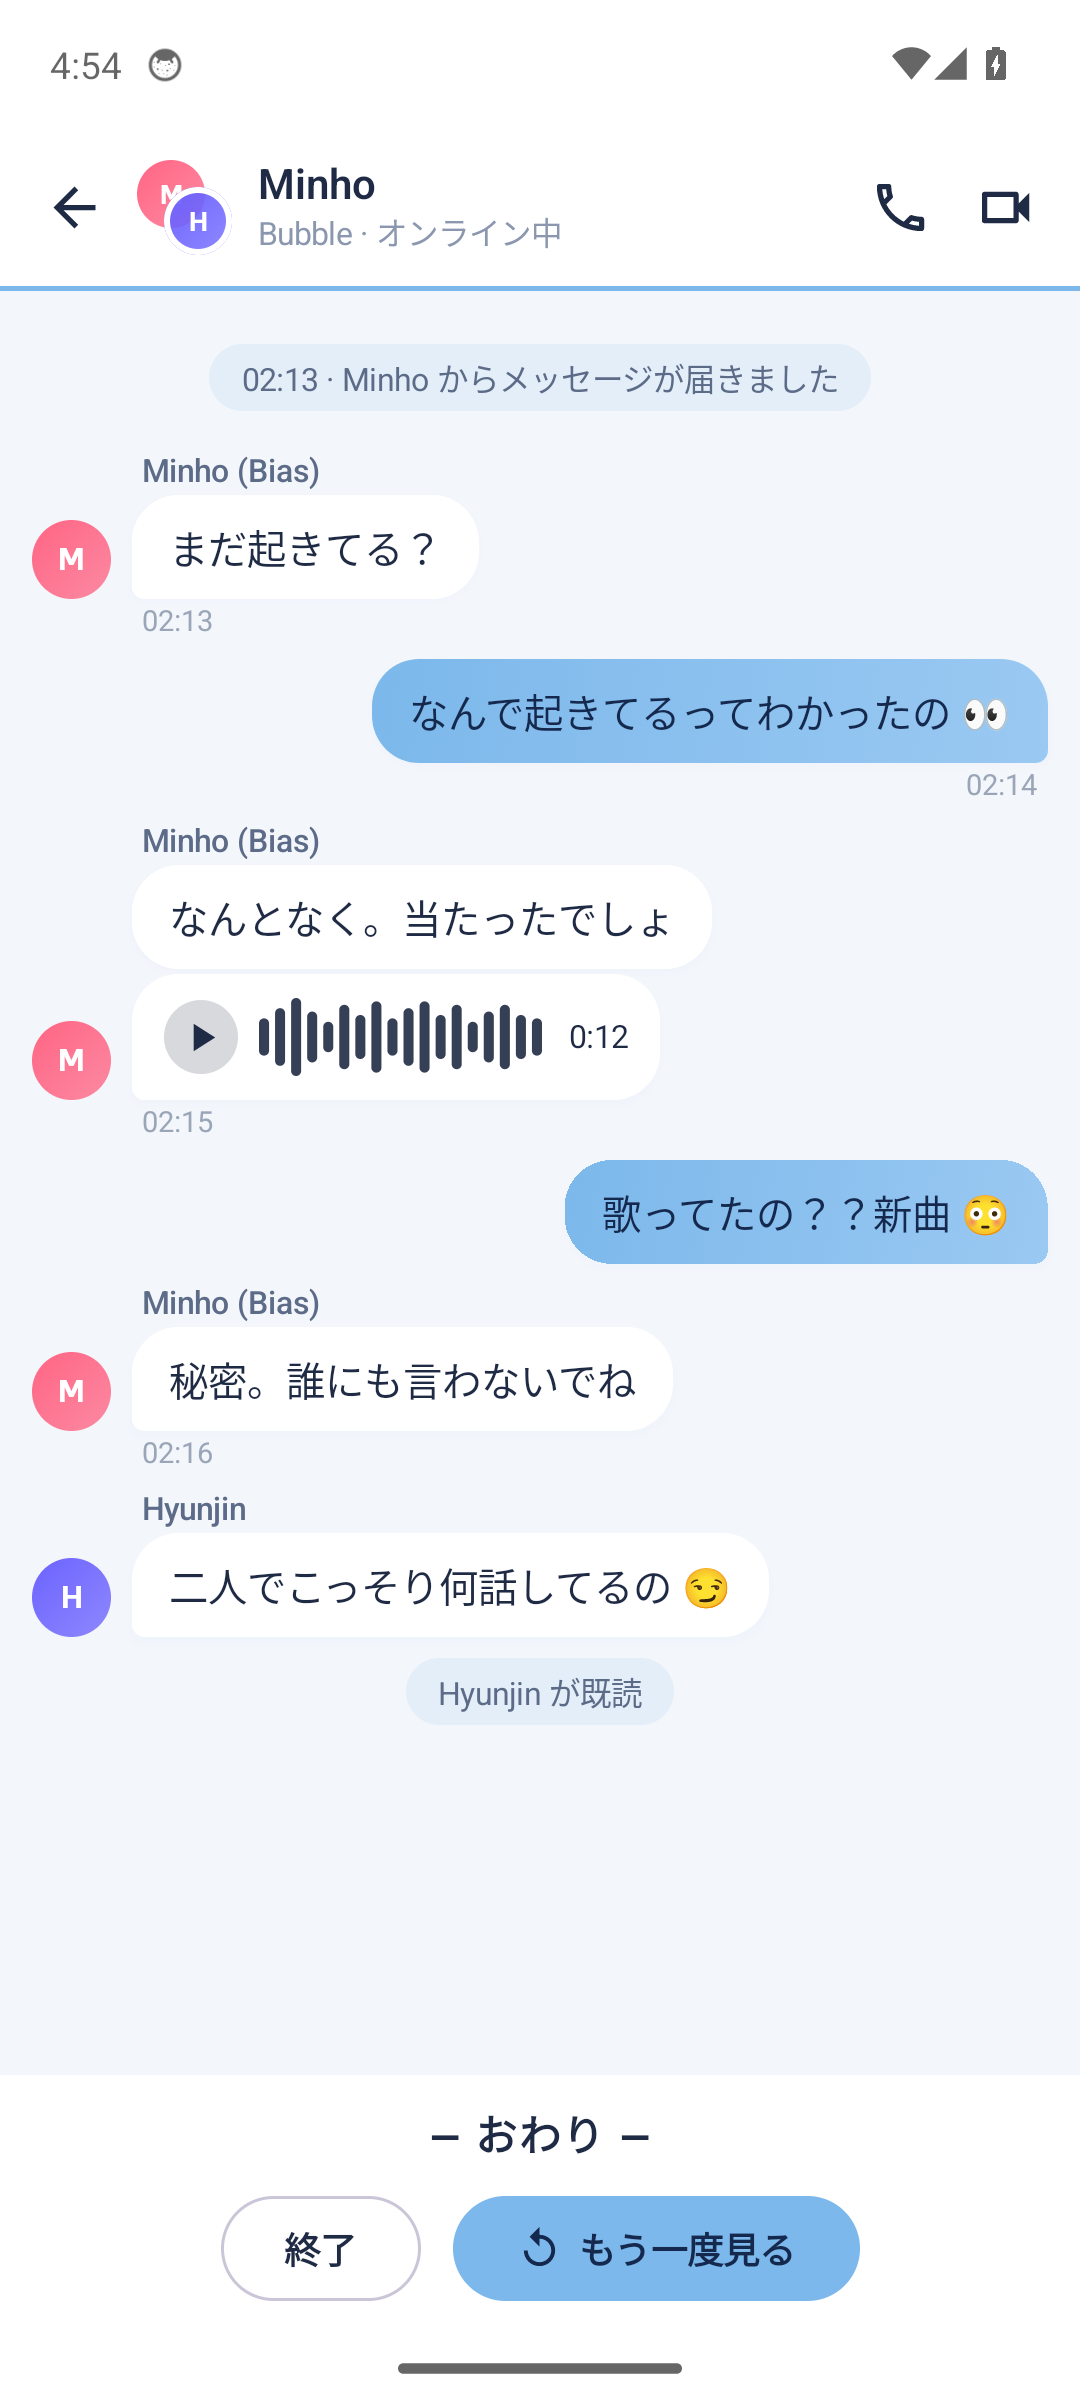 4:54
M
H
Minho
Bubble · オンライン中
02:13 · Minho からメッセージが届きました
Minho (Bias)
M
まだ起きてる？
02:13
なんで起きてるってわかったの 👀
02:14
Minho (Bias)
なんとなく。当たったでしょ
M
0:12
02:15
歌ってたの？？新曲 😳
Minho (Bias)
M
秘密。誰にも言わないでね
02:16
Hyunjin
H
二人でこっそり何話してるの 😏
Hyunjin が既読
– おわり –
終了
もう一度見る